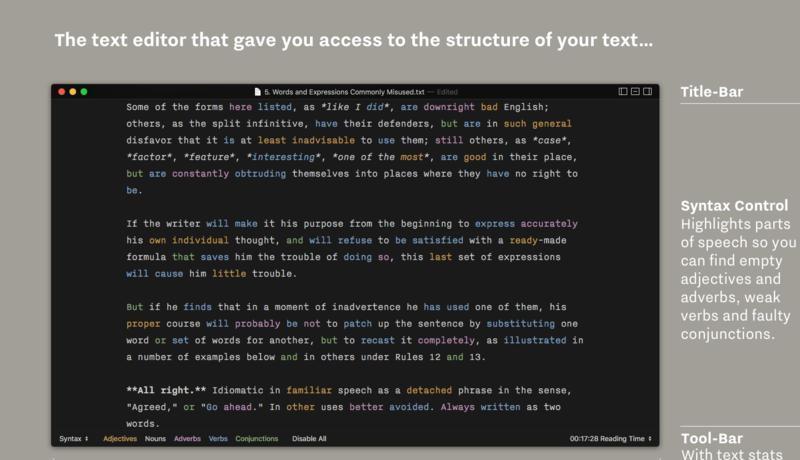 The text editor that gave you access to the structure of your text...
5. Words and Expressions Commonly Misused.txt — Edited
Some of the forms here listed, as *like I did*, are downright bad English;
others, as the split infinitive, have their defenders, but are in such general
disfavor that it is at least inadvisable to use them; still others, as *case*,
*factor*, *feature*, *interesting*, *one of the most*, are good in their place,
but are constantly obtruding themselves into places where they have no right to
be.
If the writer will make it his purpose from the beginning to express accurately
his own individual thought, and will refuse to be satisfied with a ready-made
formula that saves him the trouble of doing so, this last set of expressions
will cause him little trouble.
But if he finds that in a moment of inadvertence he has used one of them, his
proper course will probably be not to patch up the sentence by substituting one
word or set of words for another, but to recast it completely, as illustrated in
a number of examples below and in others under Rules 12 and 13.
**All right.** Idiomatic in familiar speech as a detached phrase in the sense,
"Agreed," or "Go ahead." In other uses better avoided. Always written as two
words.
Syntax Adjectives Nouns Adverbs Verbs Conjunctions Disable All 00:17:28 Reading Time
Title-Bar
Syntax Control
Highlights parts
of speech so you
can find empty
adjectives and
adverbs, weak
verbs and faulty
conjunctions.
Tool-Bar
With text stats